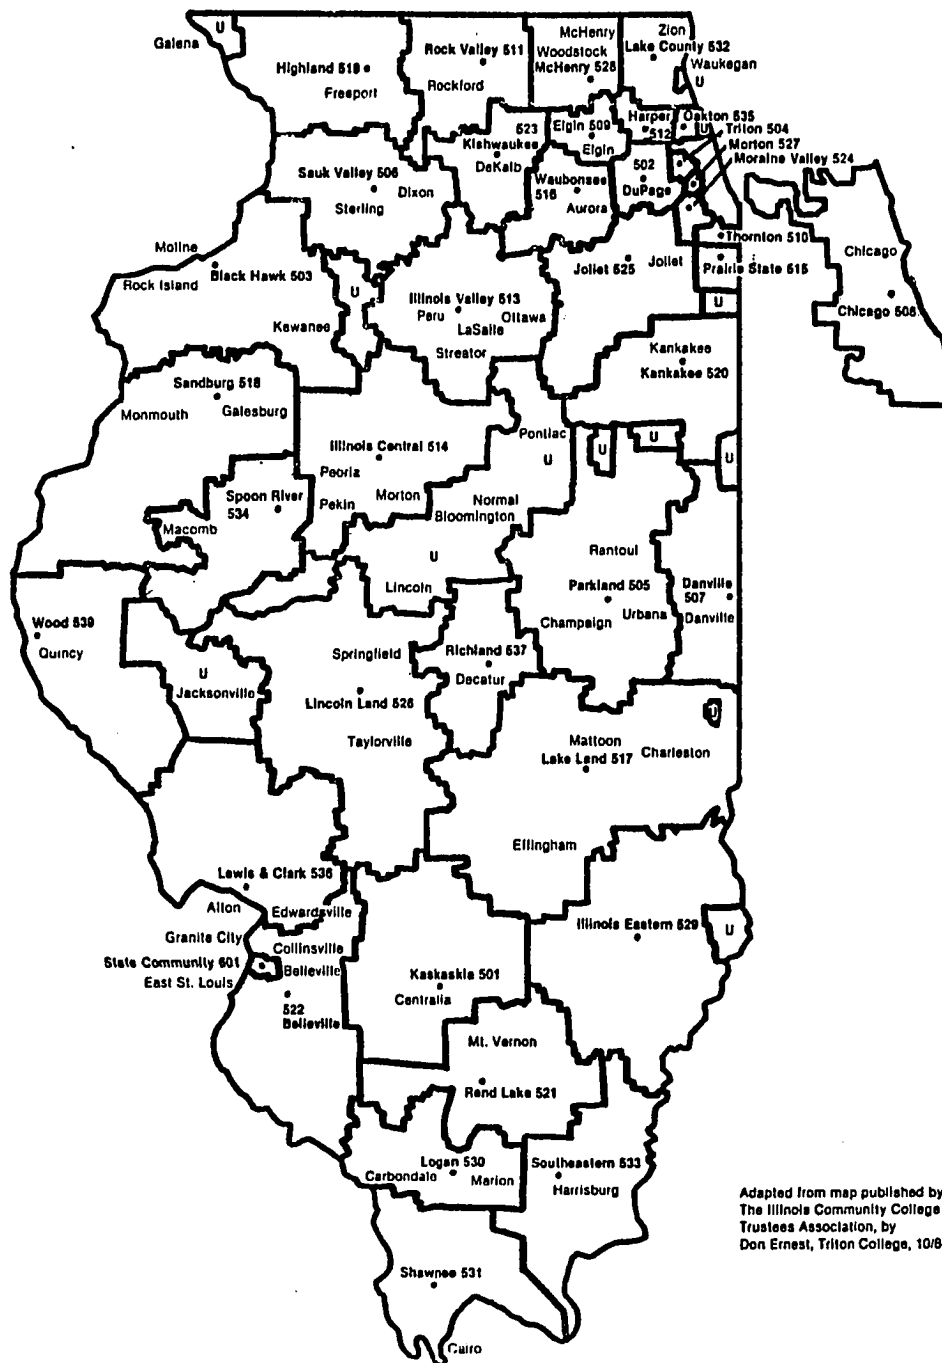 U
Galena
Highland 519
Freeport
Rock Valley 511
Rockford
McHenry
Woodstock
McHenry 528
Zion
Lake County 532
Waukegan
U
Elgin 509
Elgin
Harper
512
Oakton 535
U
Triton 504
Morton 527
Moraine Valley 524
523
Kishwaukee
DeKalb
Waubonsee
516
Aurora
502
DuPage
Sauk Valley 506
Dixon
Sterling
Moline
Black Hawk 503
Rock Island
Kewanee
U
Illinois Valley 513
Peru
LaSalle
Ottawa
Streator
Joliet 525
Joliet
Thornton 510
Prairie State 515
U
Chicago
Chicago 508
Kankakee
Kankakee 520
Sandburg 518
Monmouth
Galesburg
Illinois Central 514
Peoria
Pekin
Morton
Pontiac
U
Normal
Bloomington
U
U
U
Spoon River
534
Macomb
U
Lincoln
Rantoul
Parkland 505
Champaign
Urbana
Danville
507
Danville
Wood 539
Quincy
U
Jacksonville
Springfield
Lincoln Land 526
Taylorville
Richland 537
Decatur
U
Mattoon
Charleston
Lake Land 517
Effingham
Lewis & Clark 536
Alton
Edwardsville
Granite City
Collinsville
State Community 601
Belleville
East St. Louis
522
Belleville
Kaskaskia 501
Centralia
Illinois Eastern 529
U
Mt. Vernon
Rend Lake 521
Logan 530
Carbondale
Marion
Southeastern 533
Harrisburg
Shawnee 531
Cairo
Adapted from map published by
The Illinois Community College
Trustees Association, by
Don Ernest, Triton College, 10/8